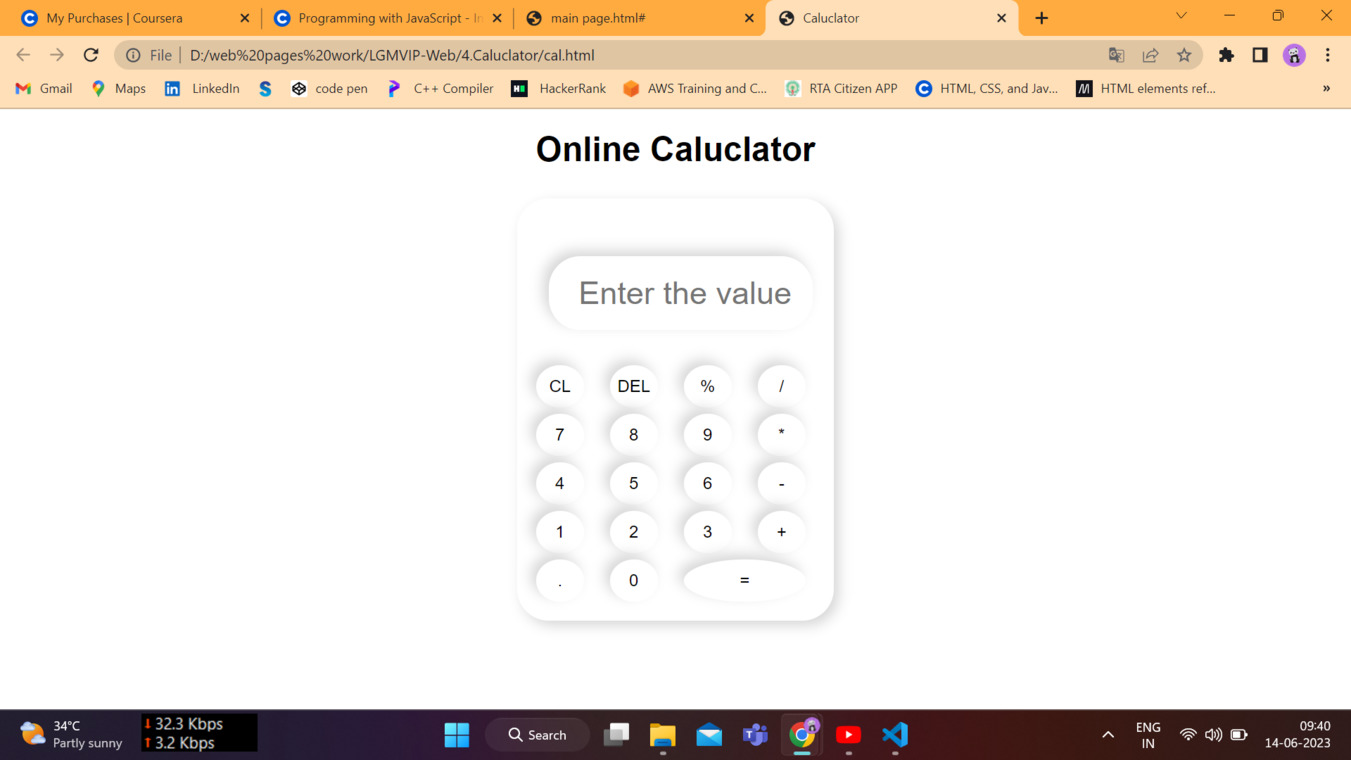 My Purchases | Coursera
Programming with JavaScript - In
main page.html#
Caluclator
File D:/web%20pages%20work/LGMVIP-Web/4.Caluclator/cal.html
Gmail Maps LinkedIn code pen C++ Compiler HackerRank AWS Training and C... RTA Citizen APP HTML, CSS, and Jav... HTML elements ref... »
Online Caluclator
Enter the value
CL DEL % /
7 8 9 *
4 5 6 -
1 2 3 +
. 0 =
34°C
Partly sunny
↓ 32.3 Kbps
↑ 3.2 Kbps
Search
ENG
IN
09:40
14-06-2023